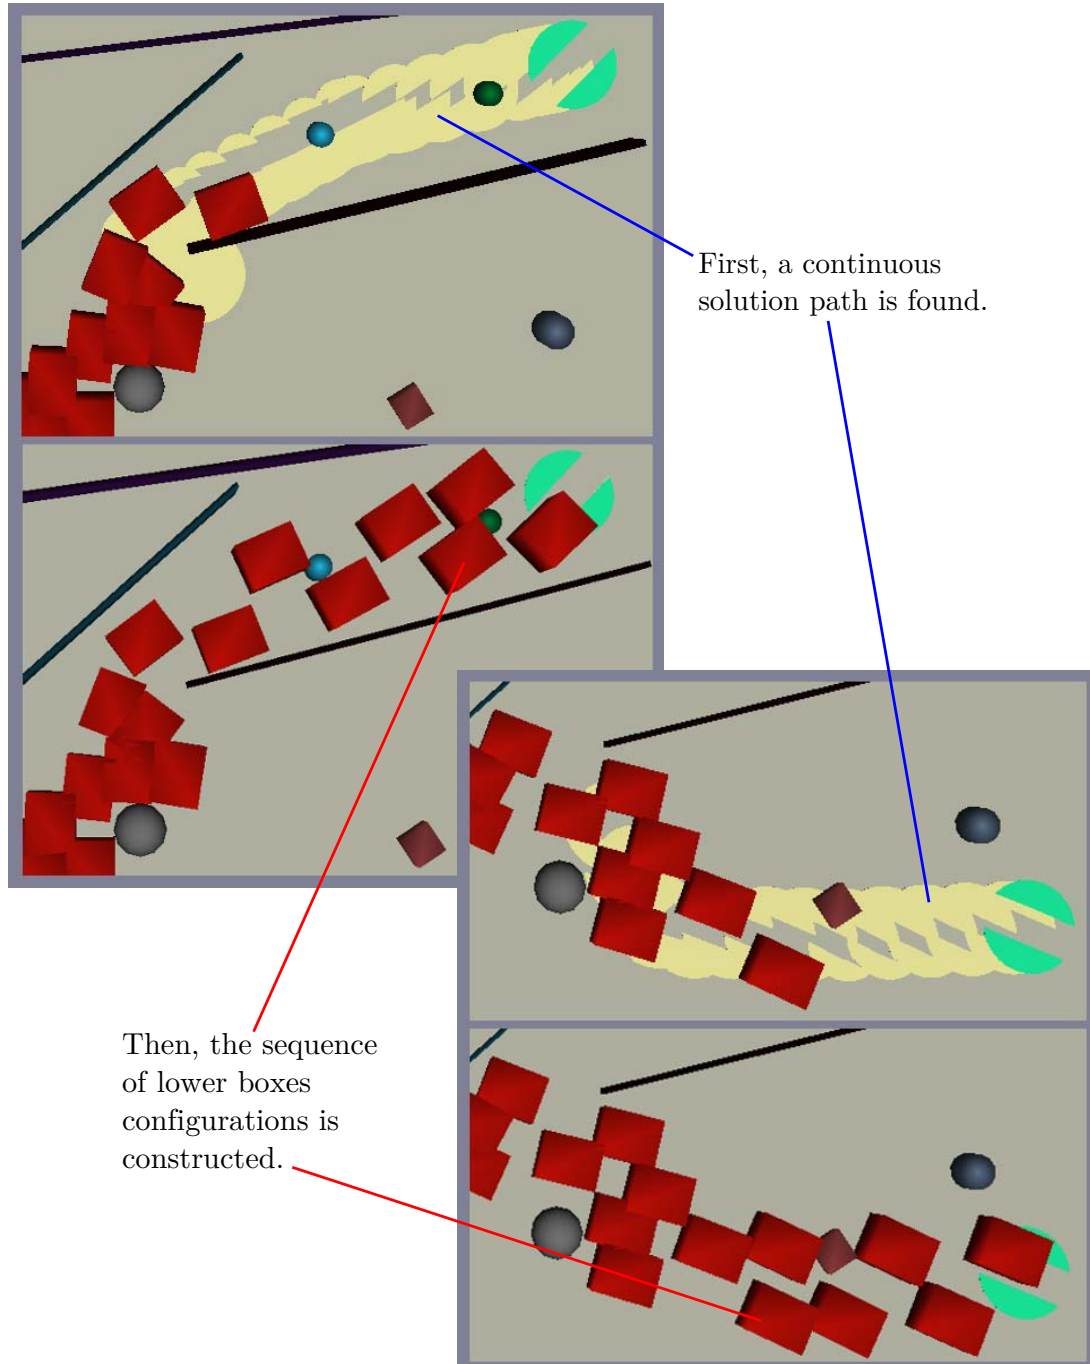 First, a continuous
solution path is found.
Then, the sequence
of lower boxes
configurations is
constructed.